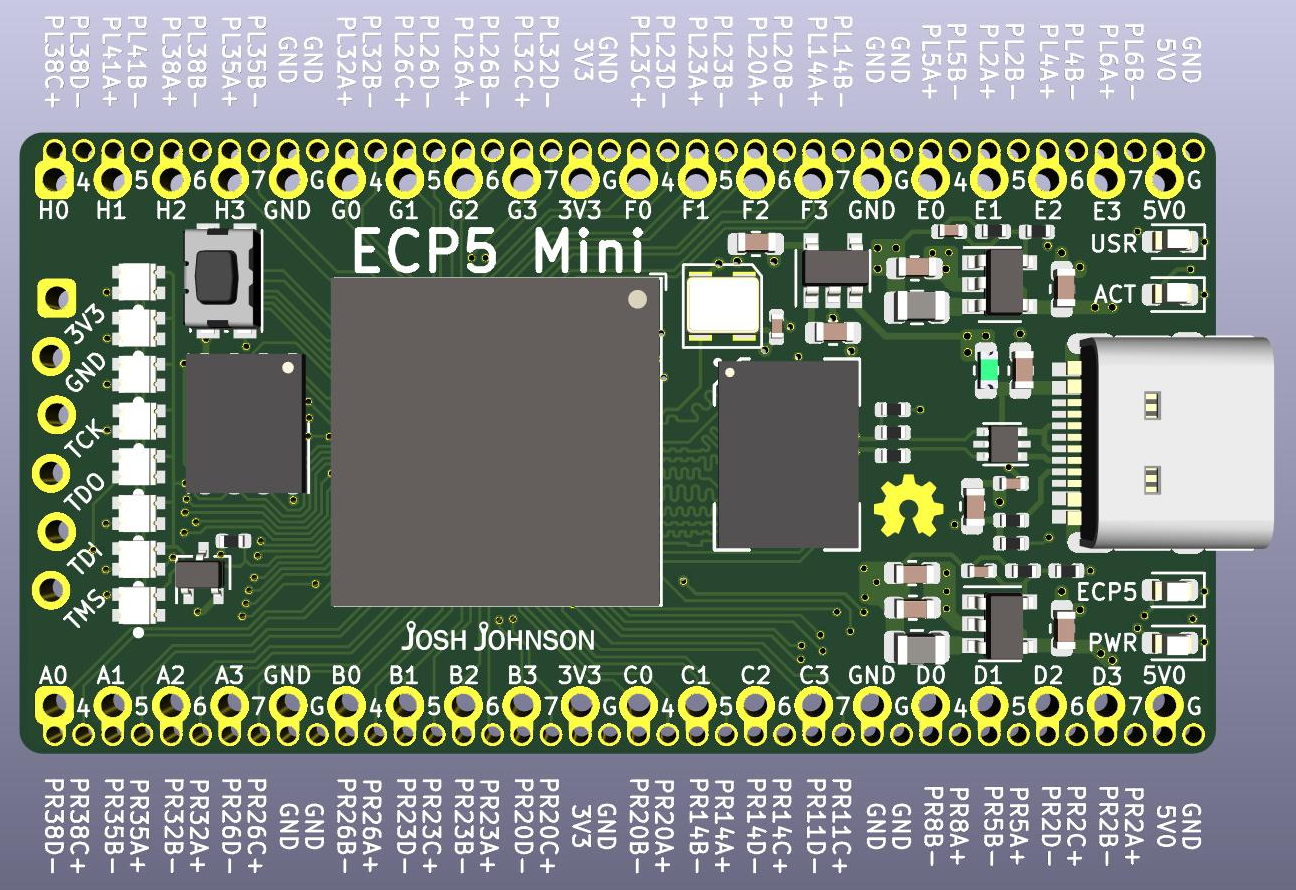 PL38C+ PL38D- PL41A+ PL41B- PL38A+ PL38B- PL35A+ PL35B- GND GND PL32A+ PL32B- PL26C+ PL26D- PL26A+ PL26B- PL32C+ PL32D- 3V3 GND PL23C+ PL23D- PL23A+ PL23B- PL20A+ PL20B- PL14A+ PL14B- GND GND PL5A+ PL5B- PL2A+ PL2B- PL4A+ PL4B- PL6A+ PL6B- 5V0 GND
4 5 6 7 G 4 5 6 7 G 4 5 6 7 G 4 5 6 7 G
H0 H1 H2 H3 GND G0 G1 G2 G3 3V3 F0 F1 F2 F3 GND E0 E1 E2 E3 5V0
ECP5 Mini
USR
ACT
3V3
GND
TCK
TDO
TDI
TMS
ECP5
PWR
JOSH JOHNSON
A0 A1 A2 A3 GND B0 B1 B2 B3 3V3 C0 C1 C2 C3 GND D0 D1 D2 D3 5V0
4 5 6 7 G 4 5 6 7 G 4 5 6 7 G 4 5 6 7 G
PR38D- PR38C+ PR35B- PR35A+ PR32B- PR32A+ PR26D- PR26C+ GND GND PR26B- PR26A+ PR23D- PR23C+ PR23B- PR23A+ PR20D- PR20C+ 3V3 GND PR20B- PR20A+ PR14B- PR14A+ PR14D- PR14C+ PR11D- PR11C+ GND GND PR8B- PR8A+ PR5B- PR5A+ PR2D- PR2C+ PR2B- PR2A+ 5V0 GND